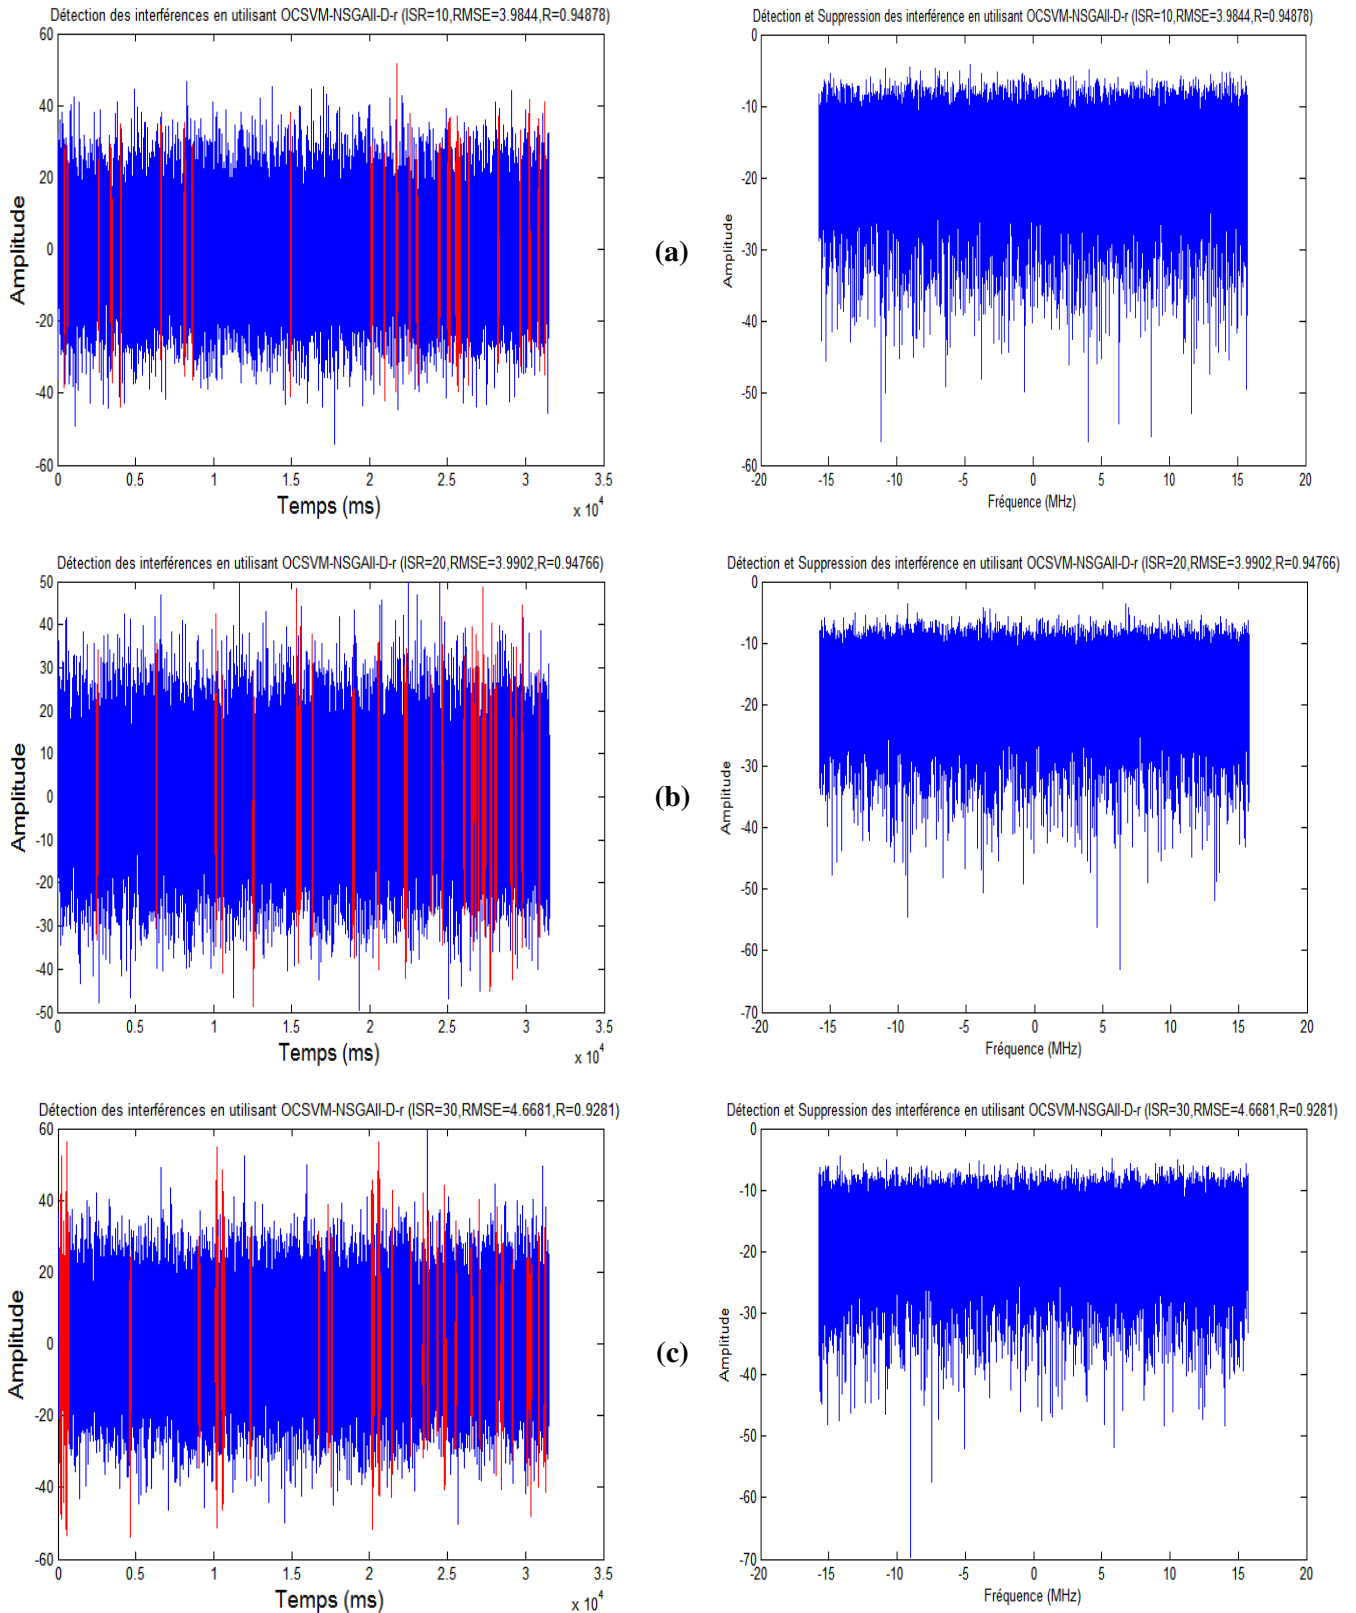 Détection des interférences en utilisant OCSVM-NSGAII-D-r (ISR=10,RMSE=3.9844,R=0.94878)
60
40
20
0
-20
-40
-60
Amplitude
0 0.5 1 1.5 2 2.5 3 3.5
Temps (ms)
x 10^4
(a)
Détection et Suppression des interférence en utilisant OCSVM-NSGAII-D-r (ISR=10,RMSE=3.9844,R=0.94878)
0
-10
-20
-30
-40
-50
-60
Amplitude
-20 -15 -10 -5 0 5 10 15 20
Fréquence (MHz)
Détection des interférences en utilisant OCSVM-NSGAII-D-r (ISR=20,RMSE=3.9902,R=0.94766)
50
40
30
20
10
0
-10
-20
-30
-40
-50
Amplitude
0 0.5 1 1.5 2 2.5 3 3.5
Temps (ms)
x 10^4
(b)
Détection et Suppression des interférence en utilisant OCSVM-NSGAII-D-r (ISR=20,RMSE=3.9902,R=0.94766)
0
-10
-20
-30
-40
-50
-60
-70
Amplitude
-20 -15 -10 -5 0 5 10 15 20
Fréquence (MHz)
Détection des interférences en utilisant OCSVM-NSGAII-D-r (ISR=30,RMSE=4.6681,R=0.9281)
60
40
20
0
-20
-40
-60
Amplitude
0 0.5 1 1.5 2 2.5 3 3.5
Temps (ms)
x 10^4
(c)
Détection et Suppression des interférence en utilisant OCSVM-NSGAII-D-r (ISR=30,RMSE=4.6681,R=0.9281)
0
-10
-20
-30
-40
-50
-60
-70
Amplitude
-20 -15 -10 -5 0 5 10 15 20
Fréquence (MHz)